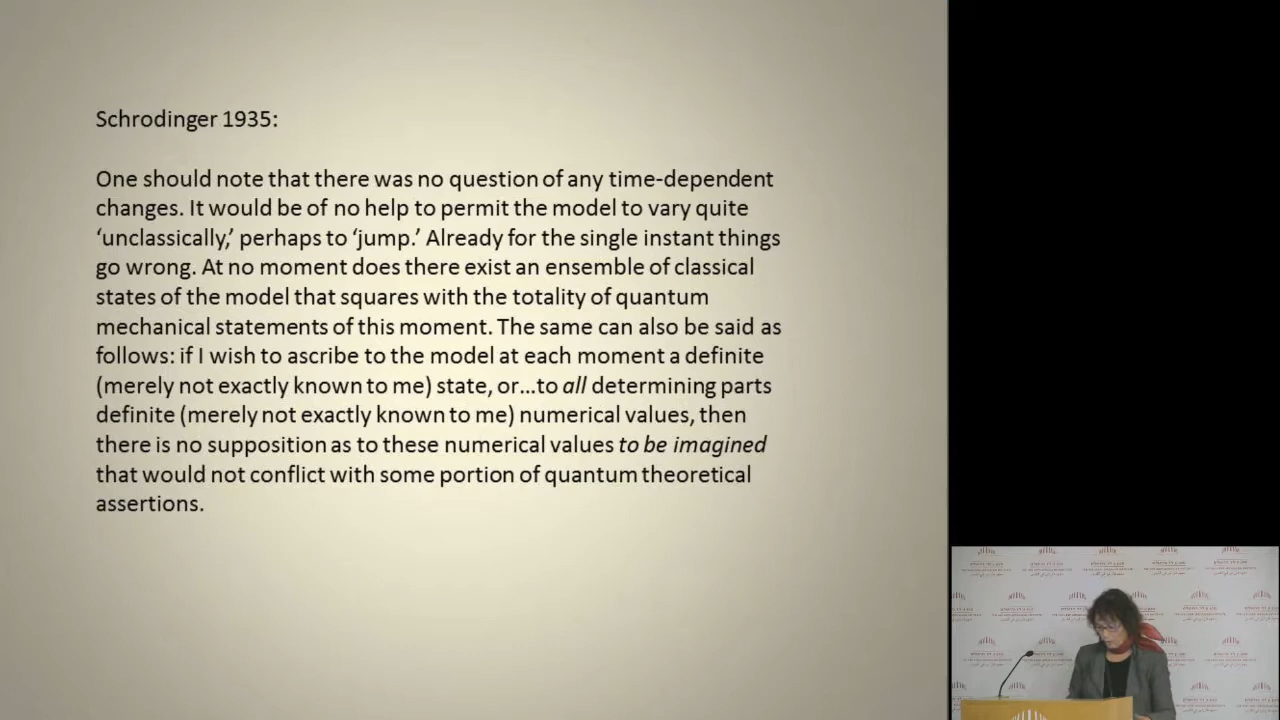 Schrodinger 1935:
One should note that there was no question of any time-dependent
changes. It would be of no help to permit the model to vary quite
‘unclassically,’ perhaps to ‘jump.’ Already for the single instant things
go wrong. At no moment does there exist an ensemble of classical
states of the model that squares with the totality of quantum
mechanical statements of this moment. The same can also be said as
follows: if I wish to ascribe to the model at each moment a definite
(merely not exactly known to me) state, or…to all determining parts
definite (merely not exactly known to me) numerical values, then
there is no supposition as to these numerical values to be imagined
that would not conflict with some portion of quantum theoretical
assertions.